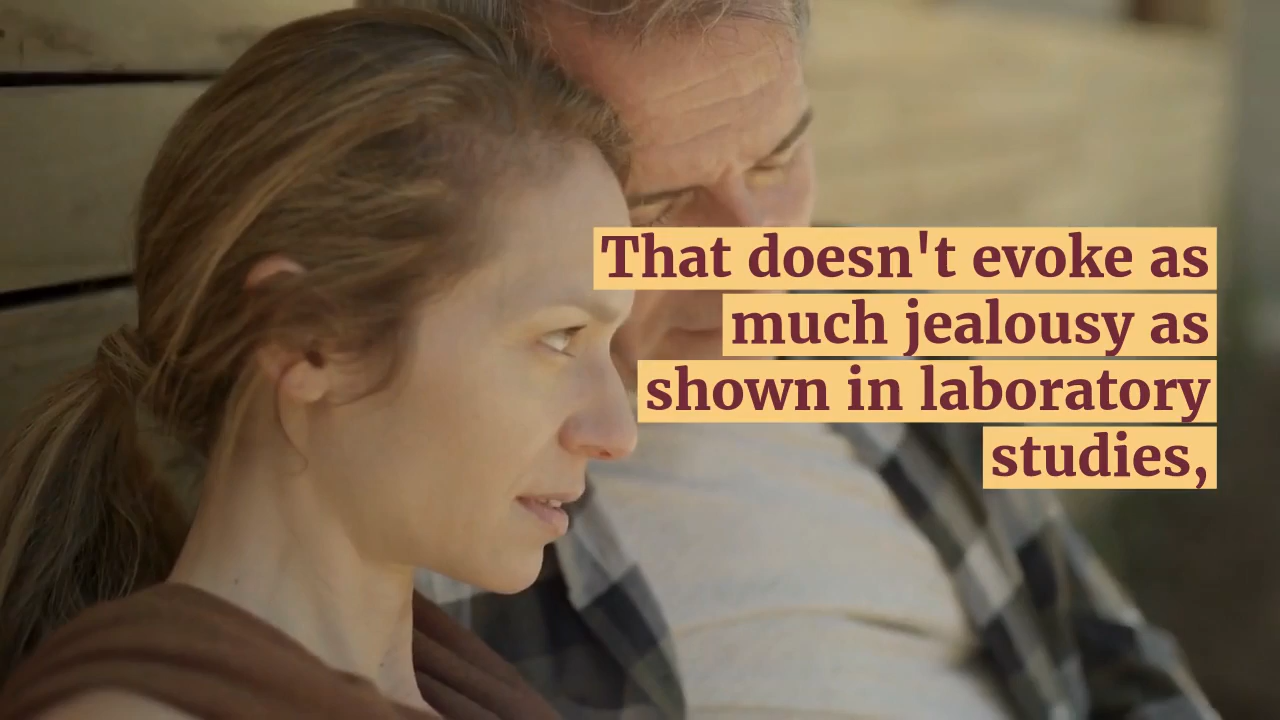 That doesn't evoke as
much jealousy as
shown in laboratory
studies,